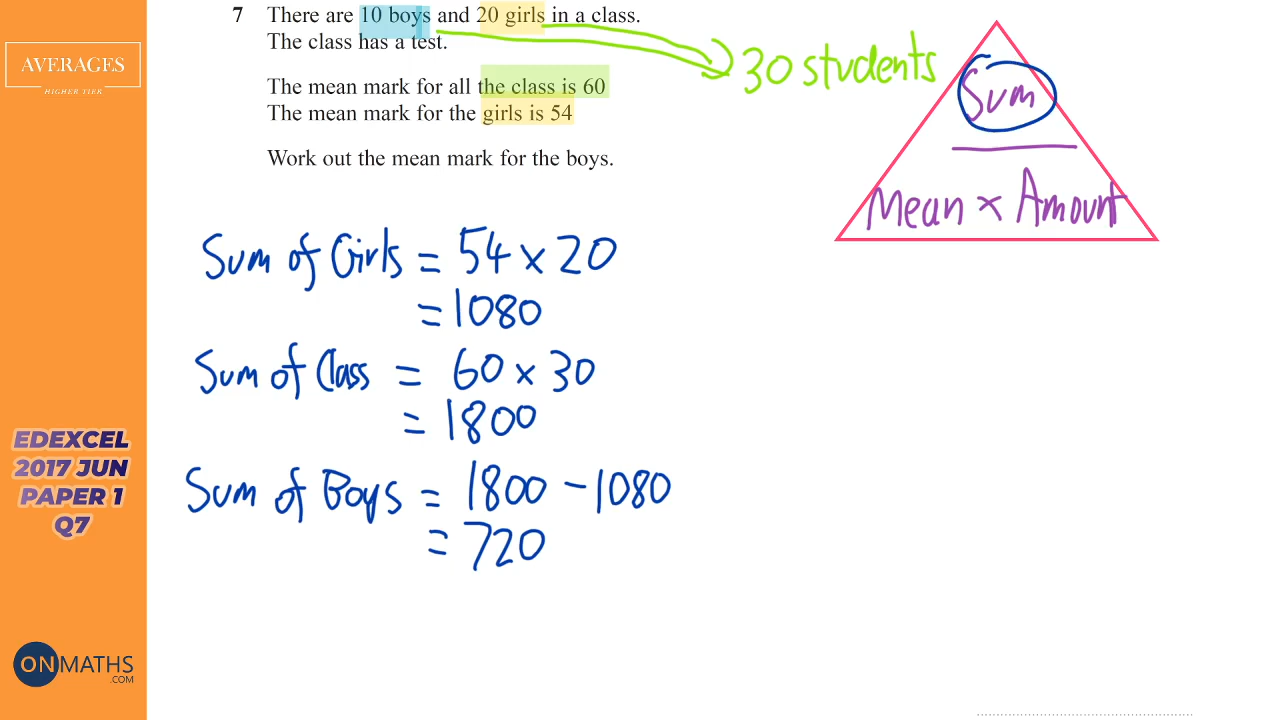 AVERAGES
HIGHER TIER
7 There are 10 boys and 20 girls in a class.
The class has a test.
The mean mark for all the class is 60
The mean mark for the girls is 54
Work out the mean mark for the boys.
30 students
Sum
Mean × Amount
Sum of Girls = 54 × 20
= 1080
Sum of Class = 60 × 30
= 1800
Sum of Boys = 1800 - 1080
= 720
EDEXCEL
2017 JUN
PAPER 1
Q7
ONMATHS
.COM